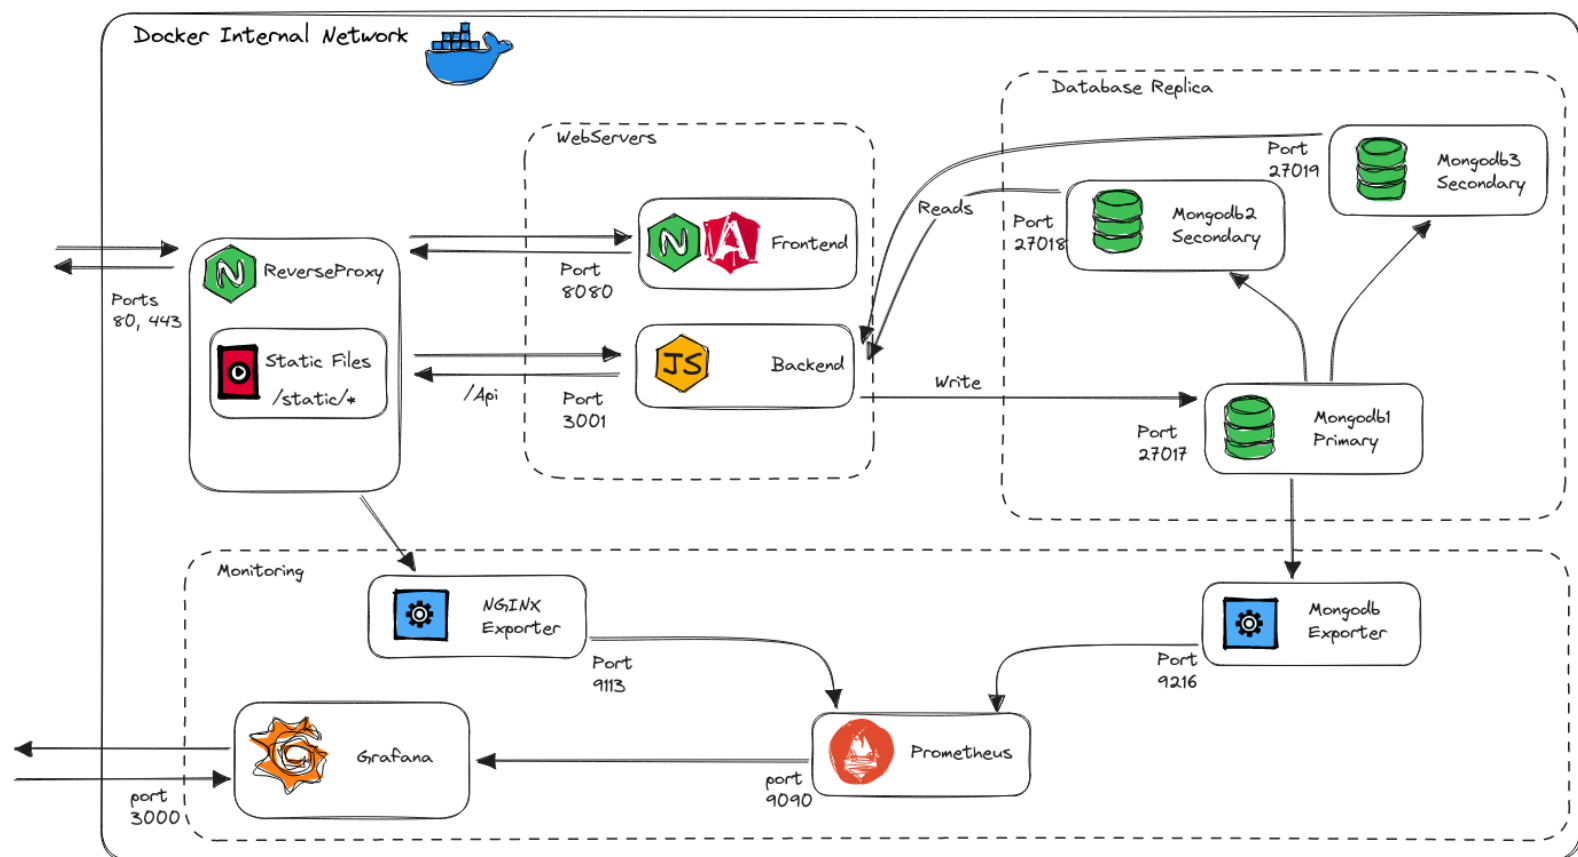 Docker Internal Network
Database Replica
WebServers
Port
27019
Mongodb3
Secondary
Reads
Port
27018
Mongodb2
Secondary
Frontend
Port
8080
ReverseProxy
Ports
80, 443
Static Files
/static/*
JS
Backend
/Api
Port
3001
Write
Port
27017
Mongodb1
Primary
Monitoring
NGINX
Exporter
Port
9113
Mongodb
Exporter
Port
9216
Grafana
port
3000
Prometheus
port
9090